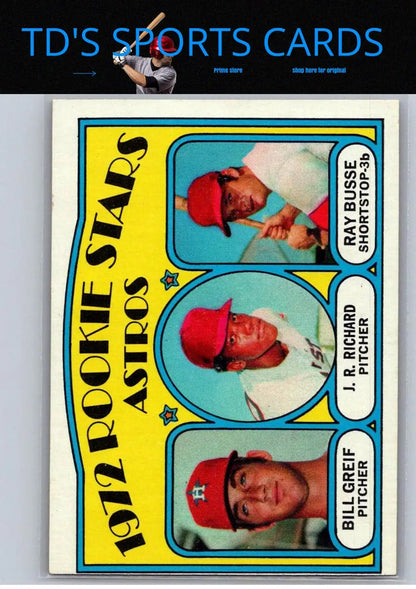 TD'S SPORTS CARDS
Prime store
shop here for original
1972 ROOKIE STARS
ASTROS
BILL GREIF
PITCHER
J. R. RICHARD
PITCHER
RAY BUSSE
SHORTSTOP-3b
H